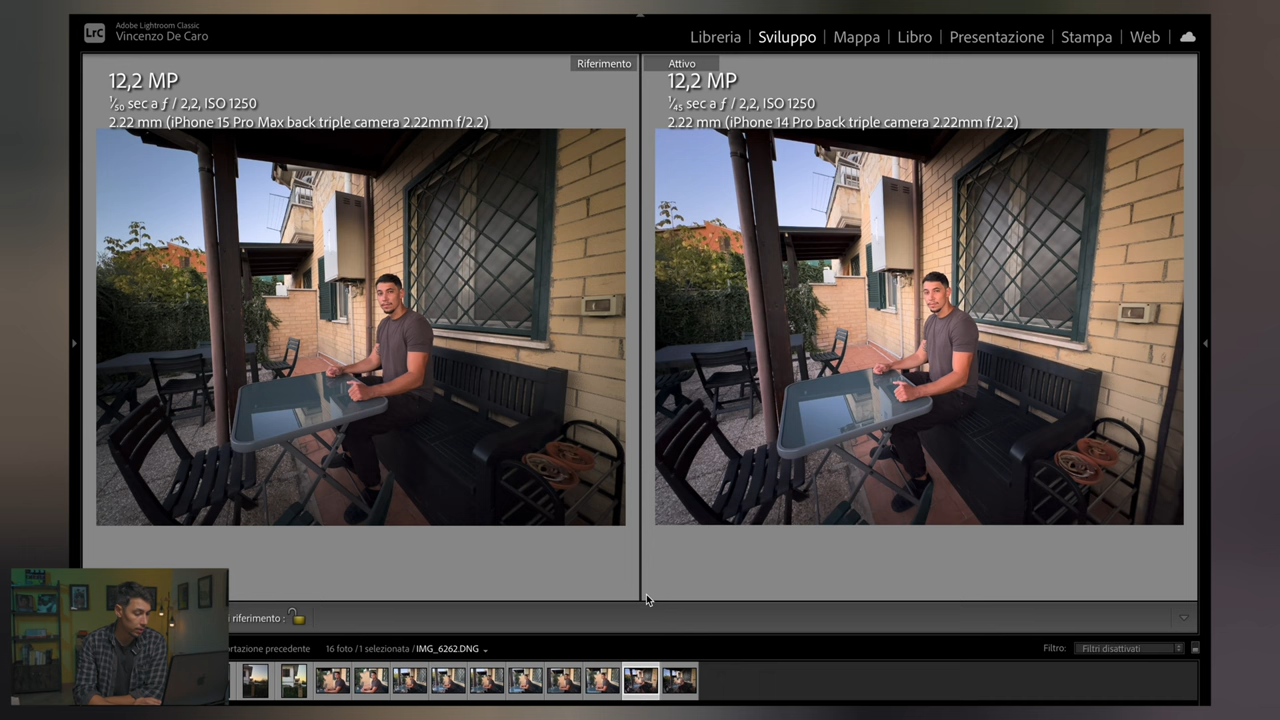 LrC
Adobe Lightroom Classic
Vincenzo De Caro
Libreria | Sviluppo | Mappa | Libro | Presentazione | Stampa | Web
Riferimento
12,2 MP
1/50 sec a ƒ / 2,2, ISO 1250
2.22 mm (iPhone 15 Pro Max back triple camera 2.22mm f/2.2)
Attivo
12,2 MP
1/45 sec a ƒ / 2,2, ISO 1250
2.22 mm (iPhone 14 Pro back triple camera 2.22mm f/2.2)
riferimento :
rtazione precedente
16 foto /1 selezionata /IMG_6262.DNG
Filtro:
Filtri disattivati